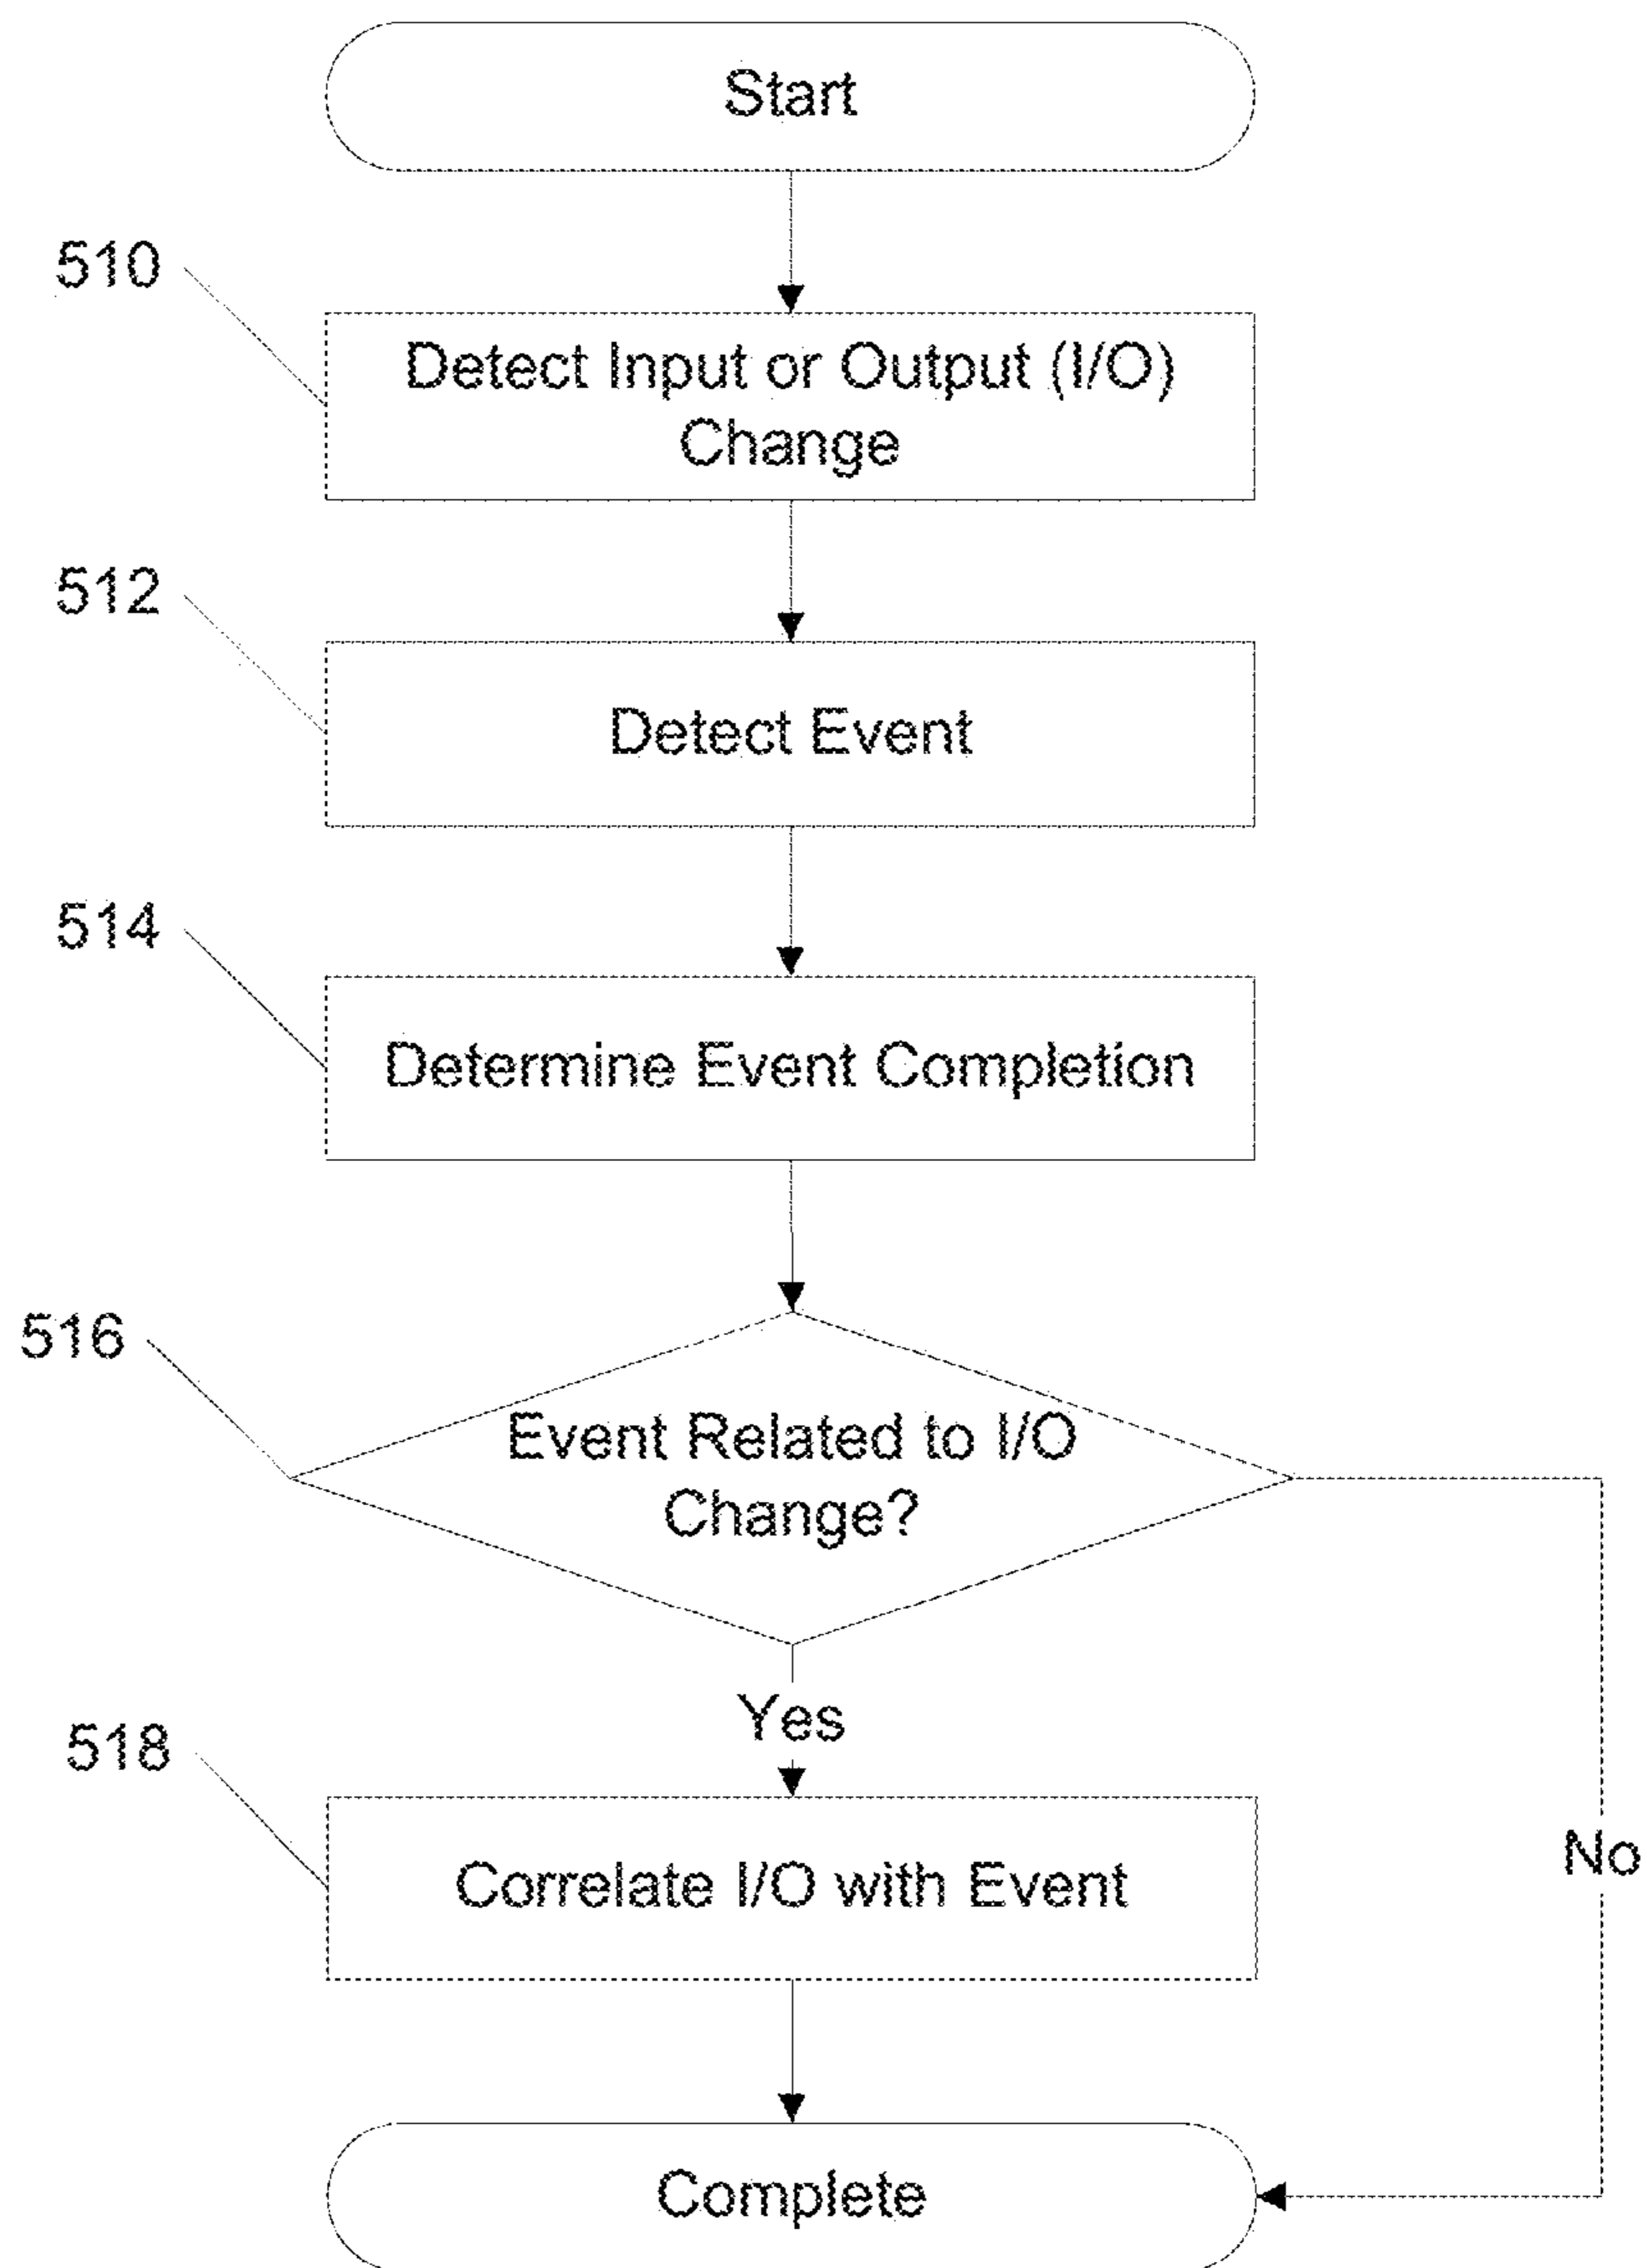 Start
510
Detect Input or Output (I/O)
Change
512
Detect Event
514
Determine Event Completion
516
Event Related to I/O
Change?
Yes
518
Correlate I/O with Event
No
Complete